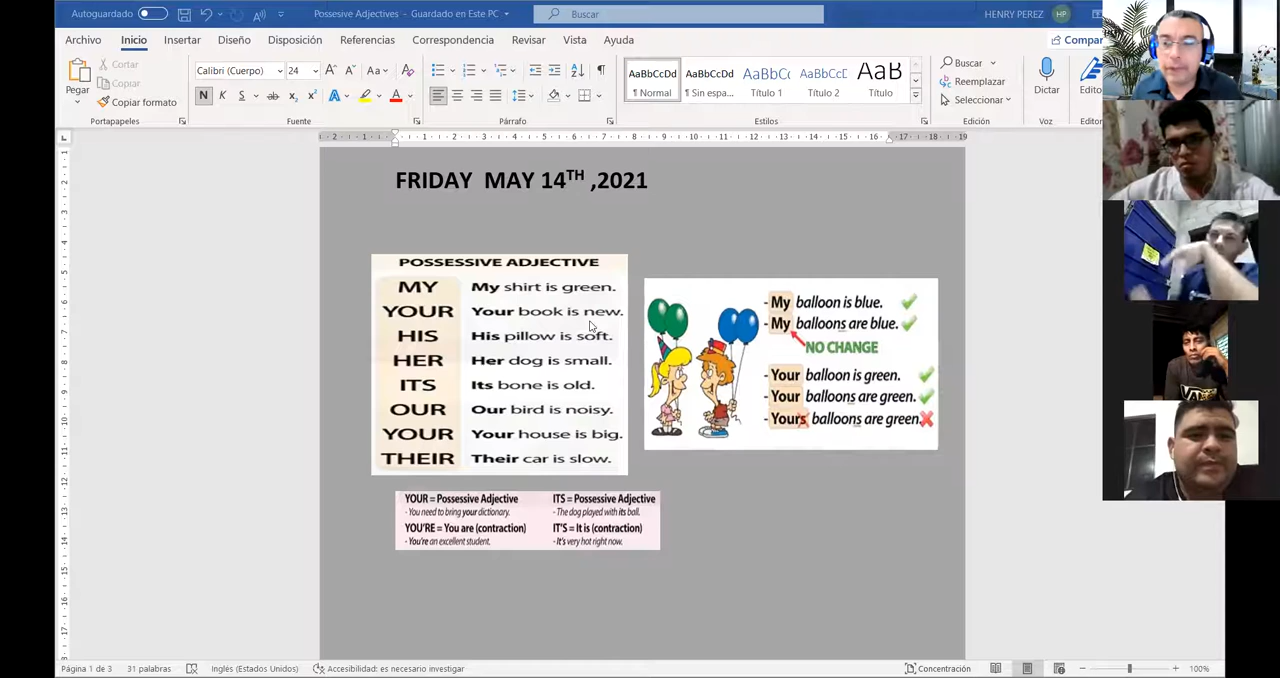 Autoguardado
Possesive Adjectives - Guardado en Este PC
Buscar
HENRY PEREZ
HP
Archivo
Inicio
Insertar
Diseño
Disposición
Referencias
Correspondencia
Revisar
Vista
Ayuda
Compar
Pegar
Cortar
Copiar
Copiar formato
Portapapeles
Calibri (Cuerpo)
24
Fuente
Párrafo
AaBbCcDd
¶ Normal
AaBbCcDd
¶ Sin espa...
AaBbCc
Título 1
AaBbCcD
Título 2
AaB
Título
Estilos
Buscar
Reemplazar
Seleccionar
Edición
Dictar
Voz
Edito
Editor
FRIDAY MAY 14TH ,2021
POSSESSIVE ADJECTIVE
MY My shirt is green.
YOUR Your book is new.
HIS His pillow is soft.
HER Her dog is small.
ITS Its bone is old.
OUR Our bird is noisy.
YOUR Your house is big.
THEIR Their car is slow.
- My balloon is blue.
- My balloons are blue.
NO CHANGE
- Your balloon is green.
- Your balloons are green.
- Yours balloons are green.
YOUR = Possessive Adjective
- You need to bring your dictionary.
YOU'RE = You are (contraction)
- You're an excellent student.
ITS = Possessive Adjective
- The dog played with its ball.
IT'S = It is (contraction)
- It's very hot right now.
Página 1 de 3
31 palabras
Inglés (Estados Unidos)
Accesibilidad: es necesario investigar
Concentración
100%